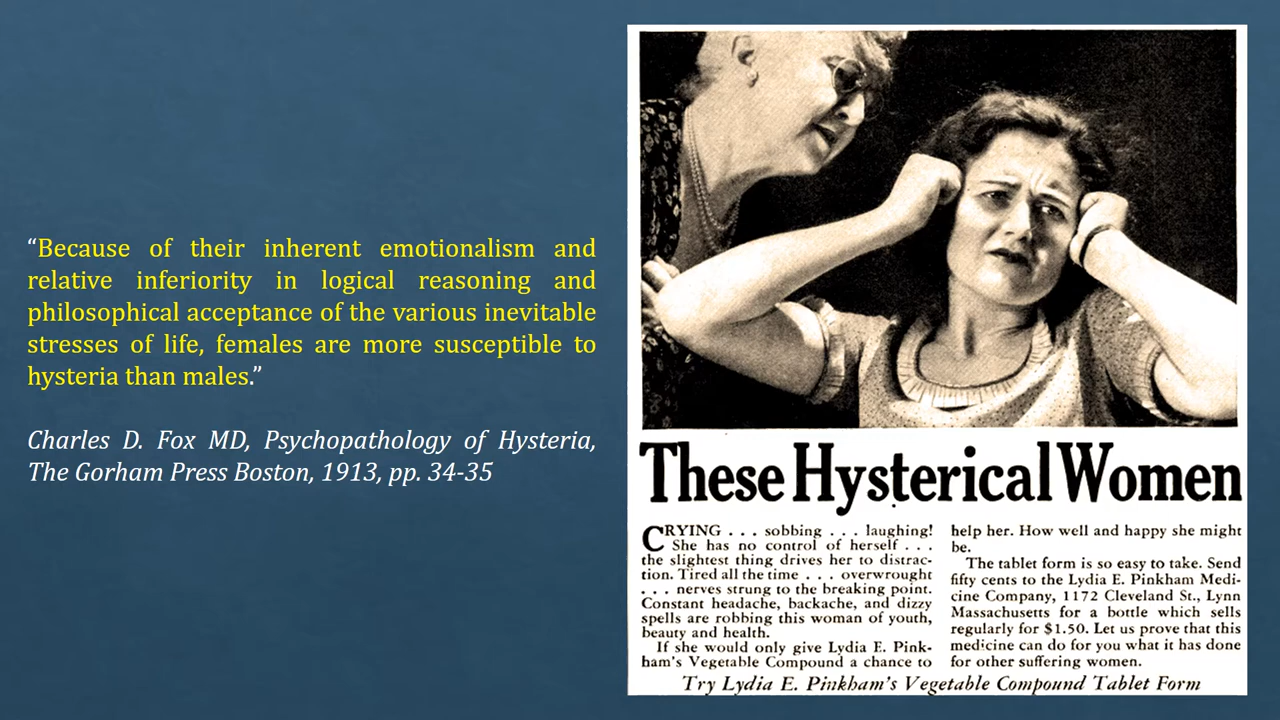 “Because of their inherent emotionalism and
relative inferiority in logical reasoning and
philosophical acceptance of the various inevitable
stresses of life, females are more susceptible to
hysteria than males.”
Charles D. Fox MD, Psychopathology of Hysteria,
The Gorham Press Boston, 1913, pp. 34-35
These Hysterical Women
CRYING . . . sobbing . . . laughing!
She has no control of herself . . .
the slightest thing drives her to distrac-
tion. Tired all the time . . . overwrought
. . . nerves strung to the breaking point.
Constant headache, backache, and dizzy
spells are robbing this woman of youth,
beauty and health.
If she would only give Lydia E. Pink-
ham's Vegetable Compound a chance to
help her. How well and happy she might
be.
The tablet form is so easy to take. Send
fifty cents to the Lydia E. Pinkham Medi-
cine Company, 1172 Cleveland St., Lynn
Massachusetts for a bottle which sells
regularly for $1.50. Let us prove that this
medicine can do for you what it has done
for other suffering women.
Try Lydia E. Pinkham's Vegetable Compound Tablet Form